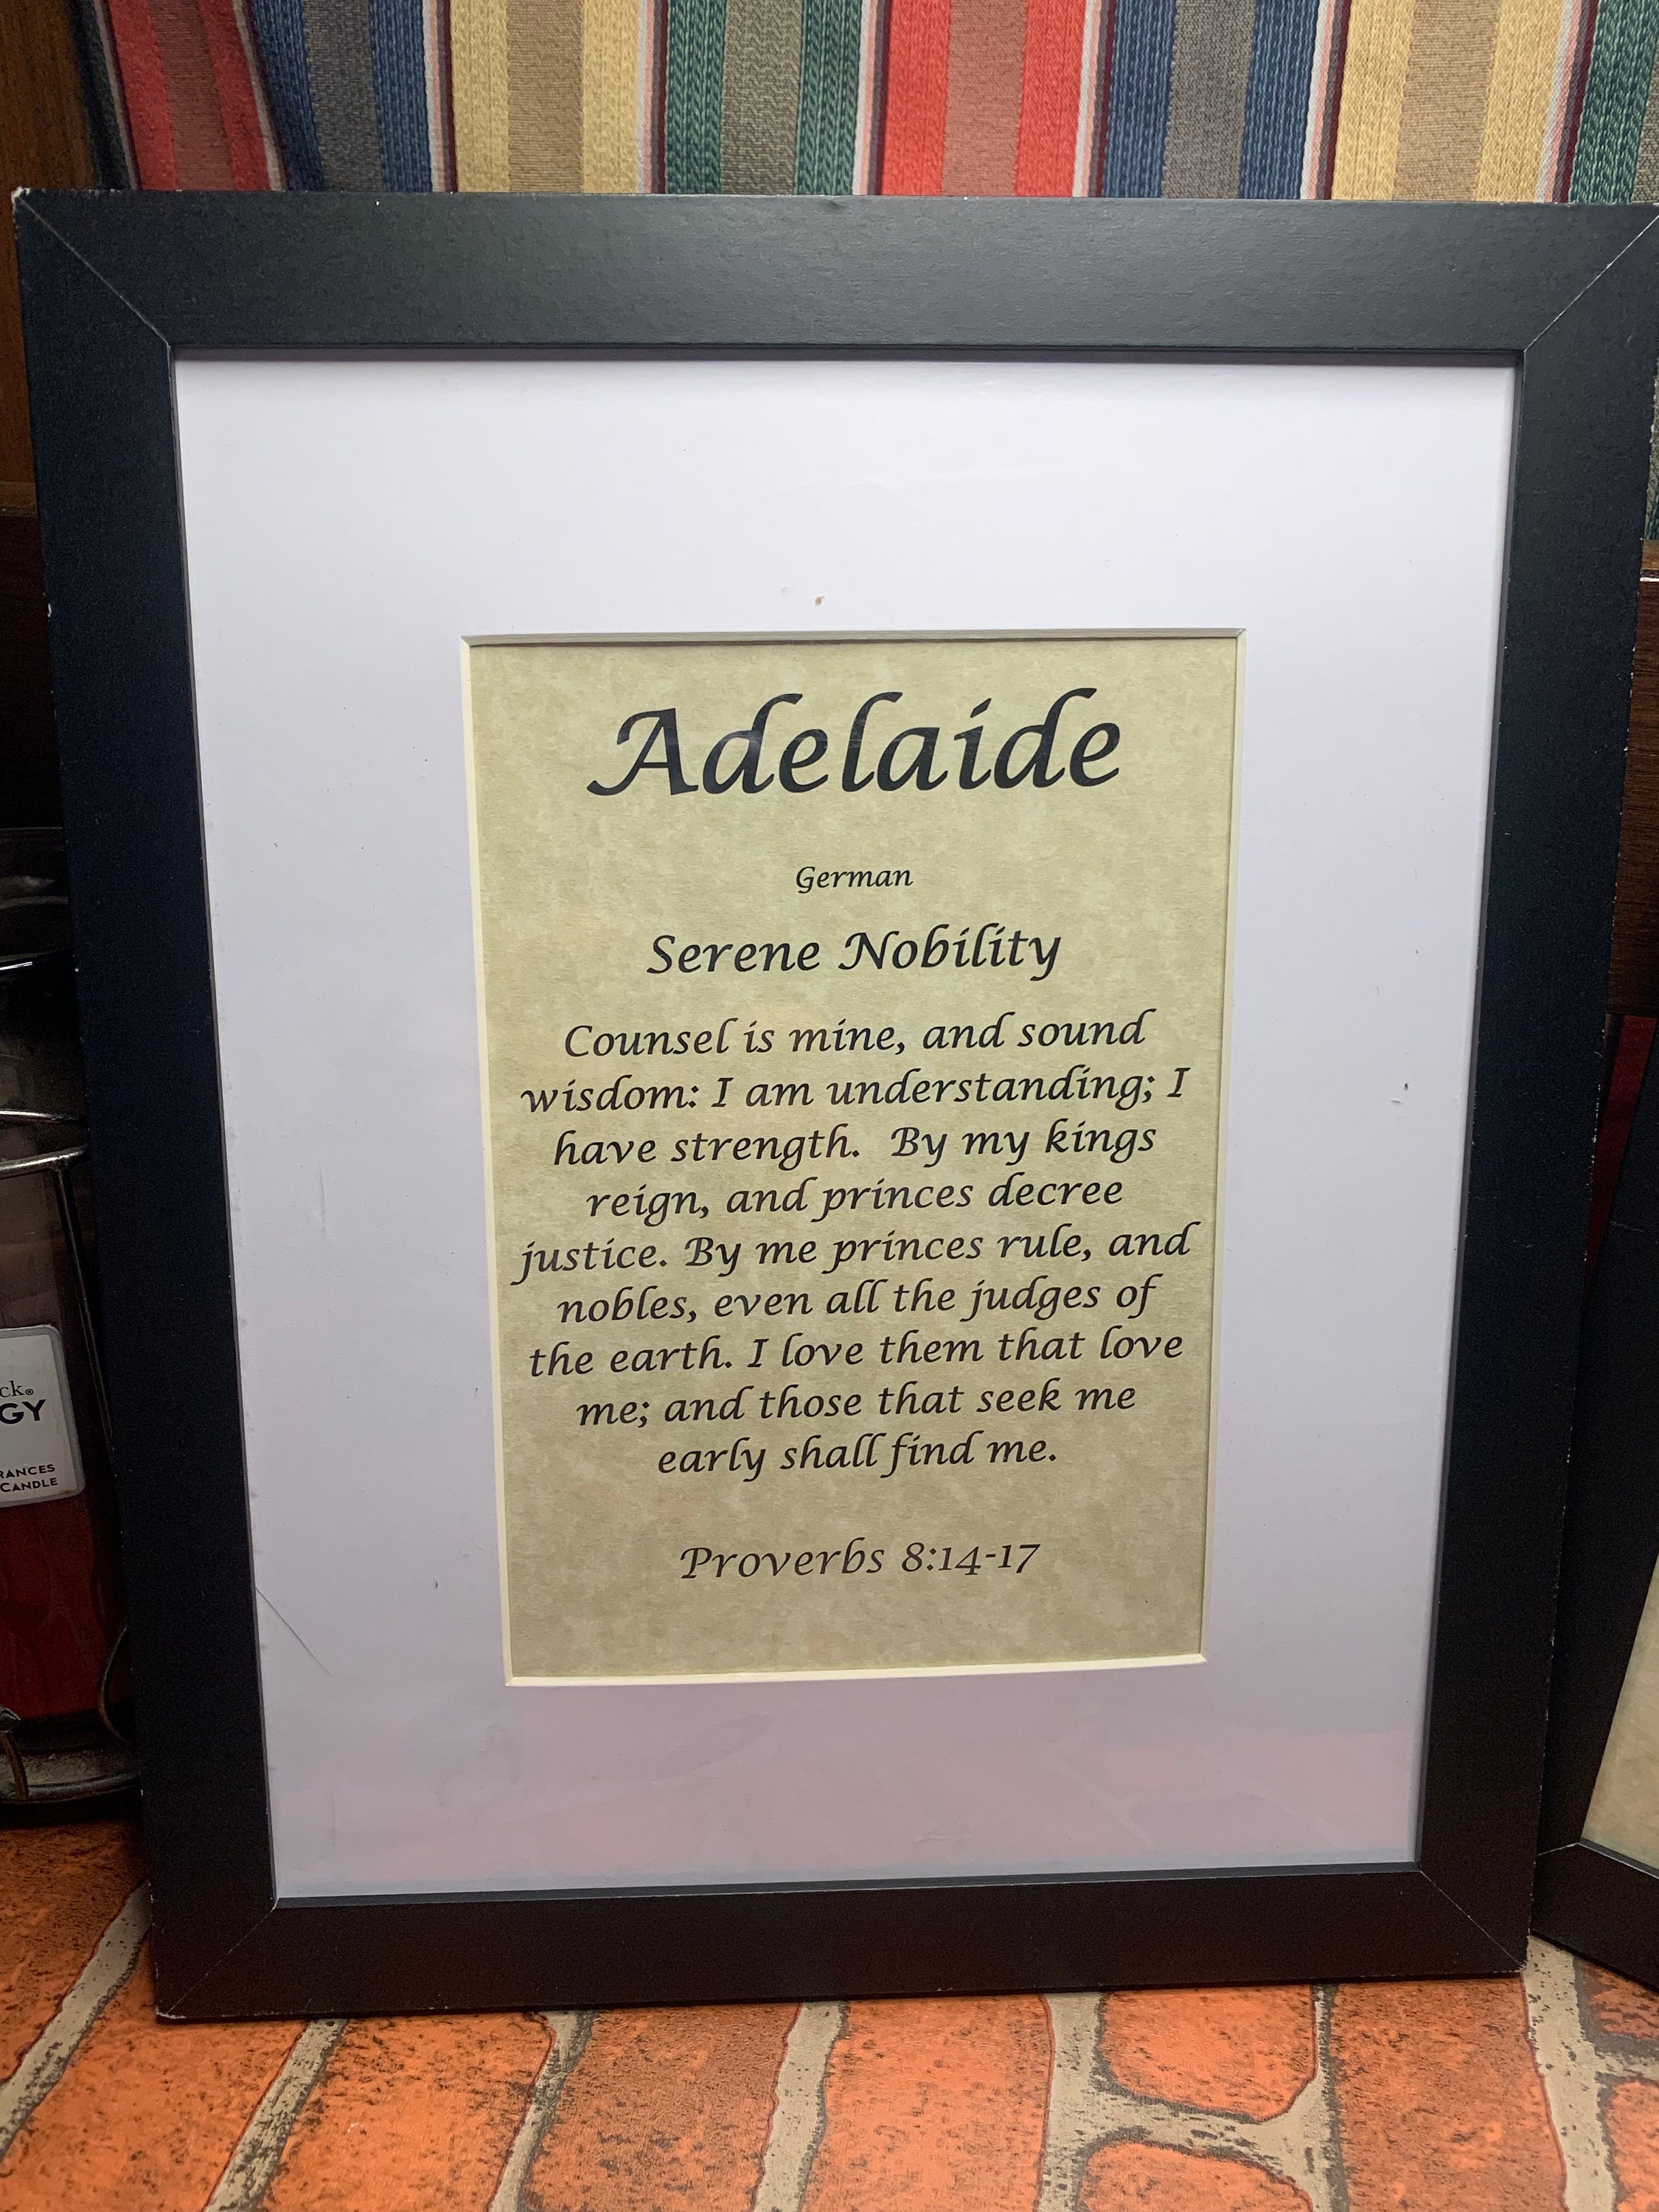 Adelaide
German
Serene Nobility
Counsel is mine, and sound
wisdom: I am understanding; I
have strength.  By my kings
reign, and princes decree
justice. By me princes rule, and
nobles, even all the judges of
the earth. I love them that love
me; and those that seek me
early shall find me.
Proverbs 8:14-17
ck®
GY
RANCES
CANDLE